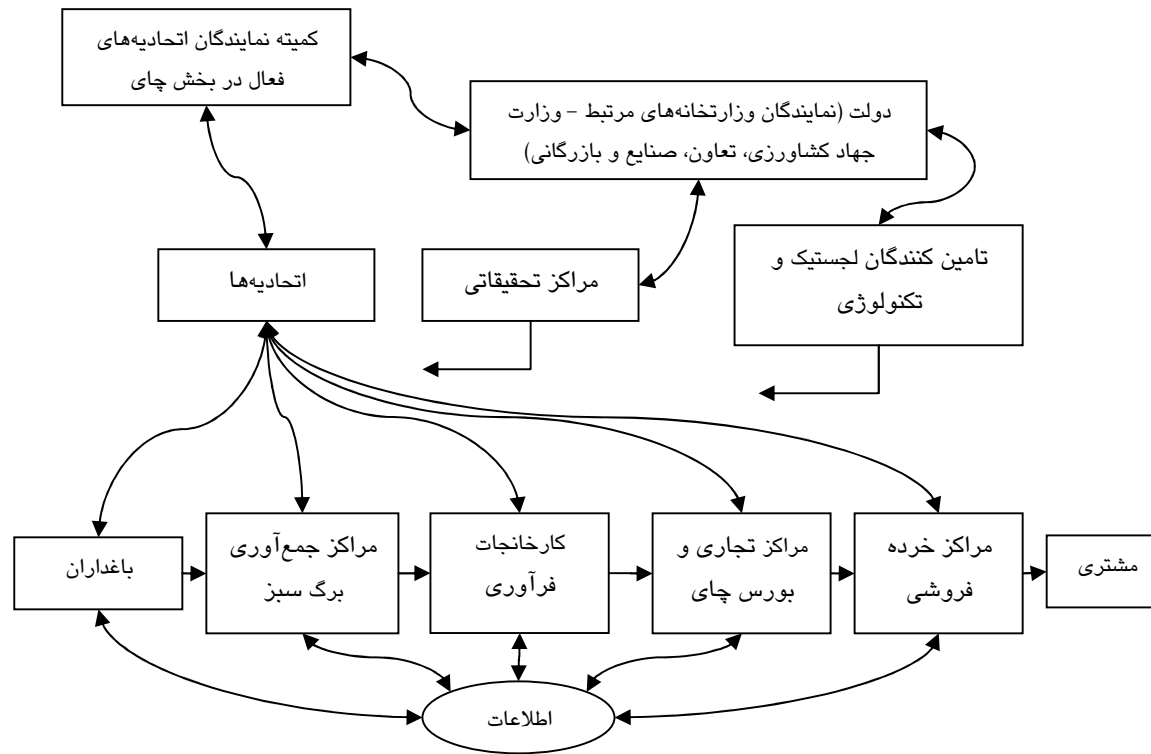 کمیته نمایندگان اتحادیه‌های
فعال در بخش چای
دولت (نمایندگان وزارتخانه‌های مرتبط – وزارت
جهاد کشاورزی، تعاون، صنایع و بازرگانی)
تامین کنندگان لجستیک و
تکنولوژی
مراکز تحقیقاتی
اتحادیه‌ها
باغداران
مراکز جمع‌آوری
برگ سبز
کارخانجات
فرآوری
مراکز تجاری و
بورس چای
مراکز خرده
فروشی
مشتری
اطلاعات